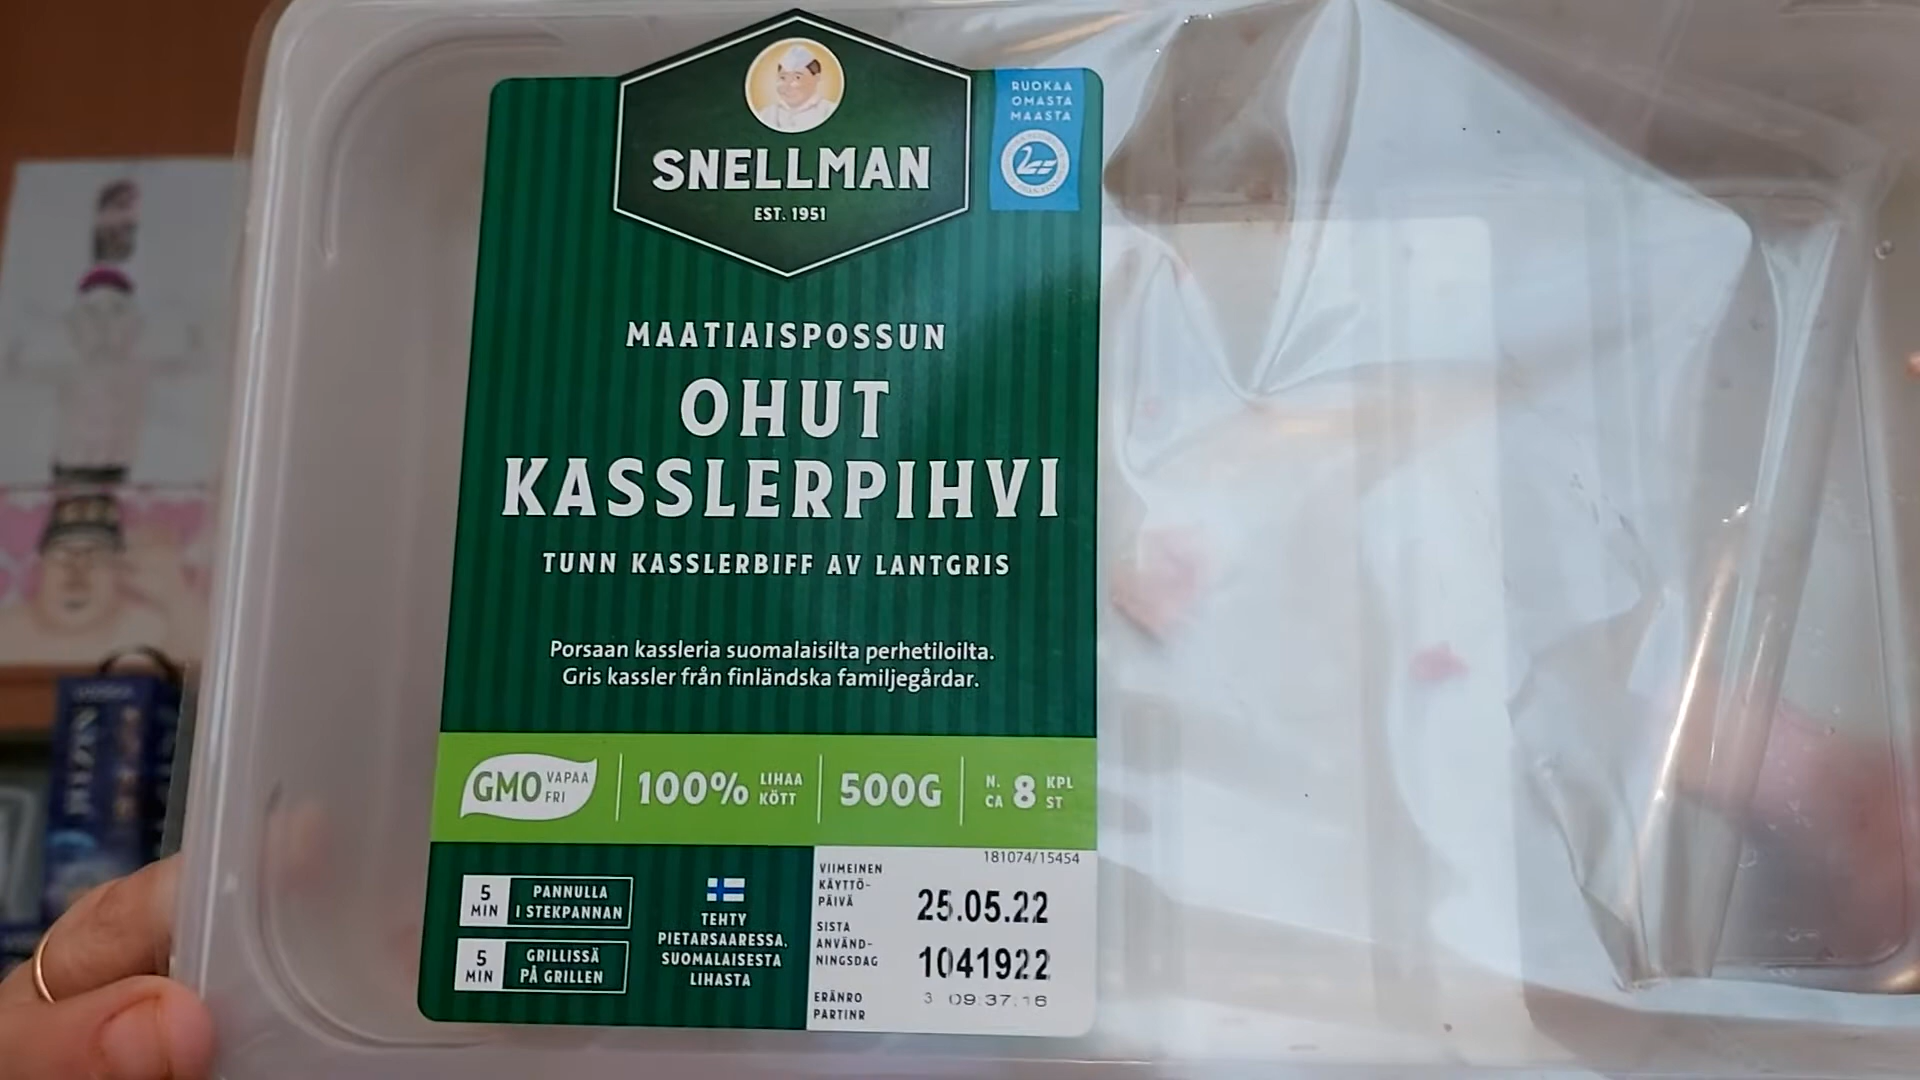 SNELLMAN
EST. 1951
RUOKAA
OMASTA
MAASTA
MAATIAISPOSSUN
OHUT
KASSLERPIHVI
TUNN KASSLERBIFF AV LANTGRIS
Porsaan kassleria suomalaisilta perhetiloilta.
Gris kassler från finländska familjegårdar.
GMO VAPAA
FRI
100% LIHAA
KÖTT
500G
N. 8 KPL
CA ST
5 MIN
PANNULLA
I STEKPANNAN
5 MIN
GRILLISSÄ
PÅ GRILLEN
TEHTY
PIETARSAARESSA.
SUOMALAISESTA
LIHASTA
181074/15454
VIIMEINEN
KÄYTTÖ-
PÄIVÄ
25.05.22
SISTA
ANVÄND-
NINGSDAG
1041922
ERÄNRO
PARTINR
3 09:37:16